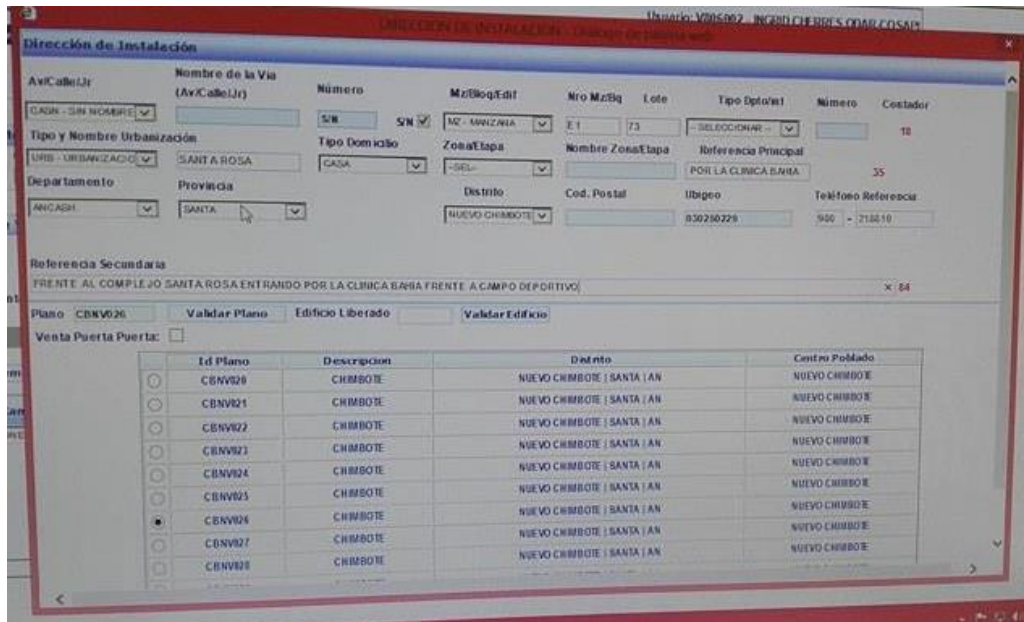 Usuario: V806002 INGRID CHERRES ODAR COSAPI
DIRECCION DE INSTALACION - Diálogo de página web
Dirección de Instalación
Av/Calle/Jr Nombre de la Via (Av/Calle/Jr) Número Mz/Bloq/Edif Nro Mz/Bq Lote Tipo Dpto/Int Número Contador
CASN - SIN NOMBRE S/N S/N MZ - MANZANA E1 73 -- SELECCIONAR -- 18
Tipo y Nombre Urbanización Tipo Domicilio Zona/Etapa Nombre Zona/Etapa Referencia Principal
URB - URBANIZACIO SANTA ROSA CASA -SEL- POR LA CLINICA BAHIA 35
Departamento Provincia Distrito Cod. Postal Ubigeo Teléfono Referencia
ANCASH SANTA NUEVO CHIMBOTE 030250229 -
Referencia Secundaria
FRENTE AL COMPLEJO SANTA ROSA ENTRANDO POR LA CLINICA BAHIA FRENTE A CAMPO DEPORTIVO × 84
Plano CBNV026 Validar Plano Edificio Liberado Validar Edificio
Venta Puerta Puerta:
Id Plano Descripcion Distrito Centro Poblado
CBNV020 CHIMBOTE NUEVO CHIMBOTE | SANTA | AN NUEVO CHIMBOTE
CBNV021 CHIMBOTE NUEVO CHIMBOTE | SANTA | AN NUEVO CHIMBOTE
CBNV022 CHIMBOTE NUEVO CHIMBOTE | SANTA | AN NUEVO CHIMBOTE
CBNV023 CHIMBOTE NUEVO CHIMBOTE | SANTA | AN NUEVO CHIMBOTE
CBNV024 CHIMBOTE NUEVO CHIMBOTE | SANTA | AN NUEVO CHIMBOTE
CBNV025 CHIMBOTE NUEVO CHIMBOTE | SANTA | AN NUEVO CHIMBOTE
CBNV026 CHIMBOTE NUEVO CHIMBOTE | SANTA | AN NUEVO CHIMBOTE
CBNV027 CHIMBOTE NUEVO CHIMBOTE | SANTA | AN NUEVO CHIMBOTE
CBNV028 CHIMBOTE NUEVO CHIMBOTE | SANTA | AN NUEVO CHIMBOTE